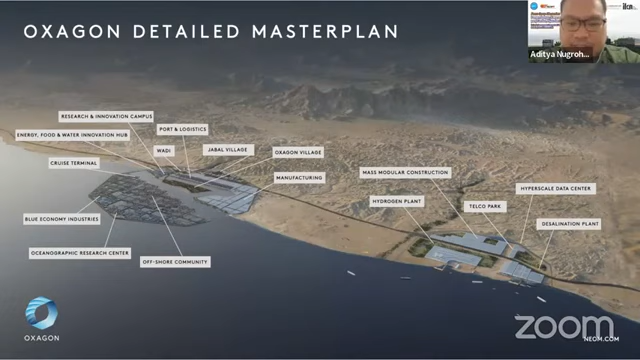 OXAGON DETAILED MASTERPLAN
Aditya Nugroh...
RESEARCH & INNOVATION CAMPUS
PORT & LOGISTICS
ENERGY, FOOD & WATER INNOVATION HUB
WADI
JABAL VILLAGE
OXAGON VILLAGE
CRUISE TERMINAL
MANUFACTURING
MASS MODULAR CONSTRUCTION
HYPERSCALE DATA CENTER
HYDROGEN PLANT
TELCO PARK
BLUE ECONOMY INDUSTRIES
DESALINATION PLANT
OCEANOGRAPHIC RESEARCH CENTER
OFF-SHORE COMMUNITY
OXAGON
zoom
NEOM.COM